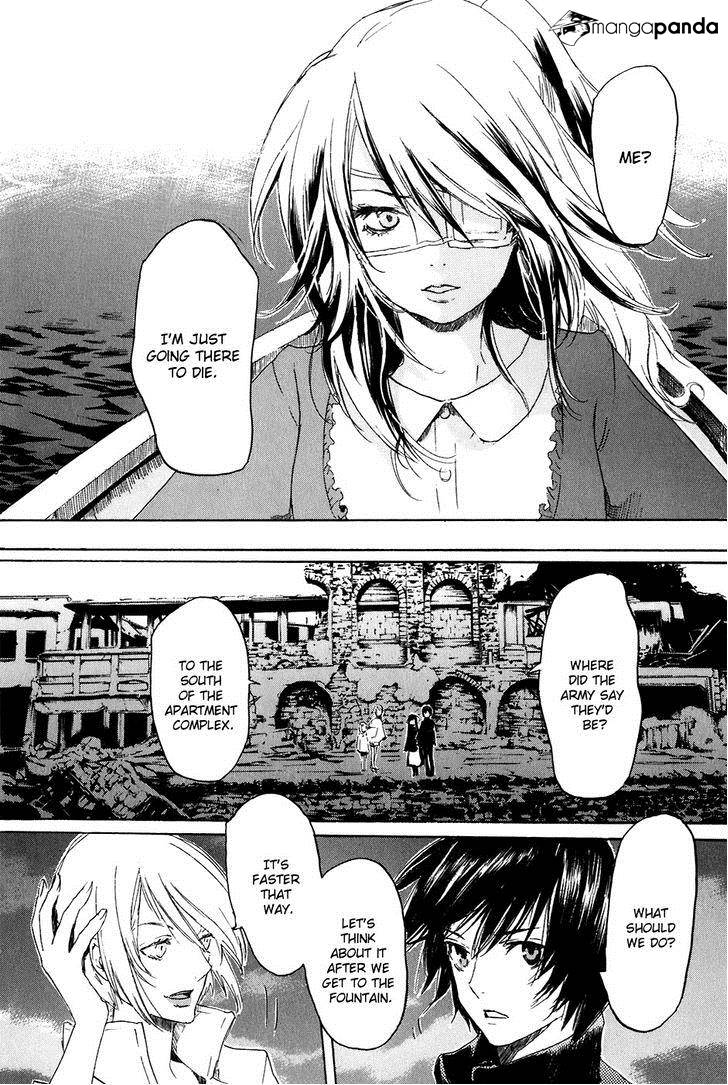 mangapanda
ME?
I'M JUST
GOING THERE
TO DIE.
WHERE
DID THE
ARMY SAY
THEY'D
BE?
TO THE
SOUTH
OF THE
APARTMENT
COMPLEX.
WHAT
SHOULD
WE DO?
IT'S
FASTER
THAT
WAY.
LET'S
THINK
ABOUT IT
AFTER WE
GET TO THE
FOUNTAIN.